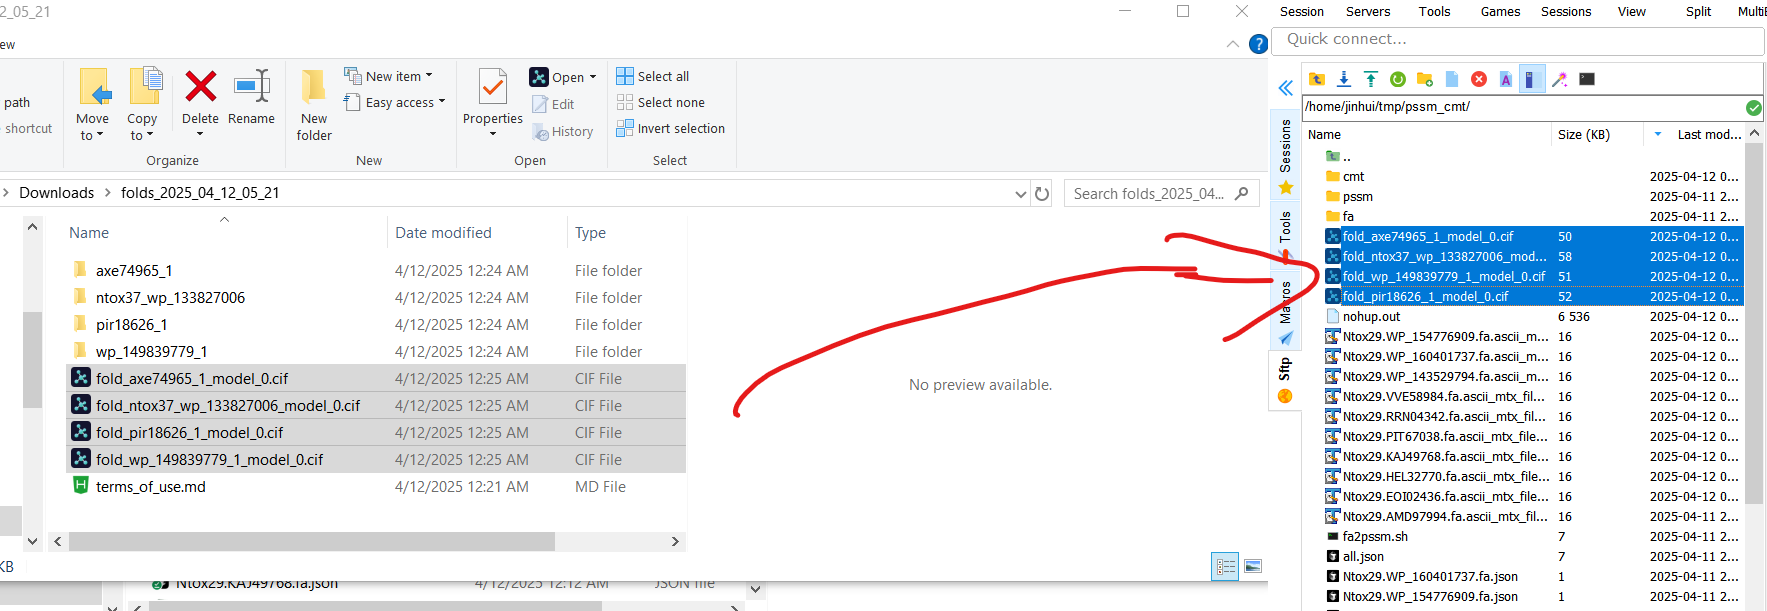 2_05_21
ew
path
shortcut
Move to
Copy to
Delete
Rename
Organize
New folder
New item
Easy access
New
Properties
Open
Edit
History
Open
Select all
Select none
Invert selection
Select
Downloads > folds_2025_04_12_05_21
Search folds_2025_04...
Name Date modified Type
axe74965_1 4/12/2025 12:24 AM File folder
ntox37_wp_133827006 4/12/2025 12:24 AM File folder
pir18626_1 4/12/2025 12:24 AM File folder
wp_149839779_1 4/12/2025 12:24 AM File folder
fold_axe74965_1_model_0.cif 4/12/2025 12:25 AM CIF File
fold_ntox37_wp_133827006_model_0.cif 4/12/2025 12:25 AM CIF File
fold_pir18626_1_model_0.cif 4/12/2025 12:25 AM CIF File
fold_wp_149839779_1_model_0.cif 4/12/2025 12:25 AM CIF File
terms_of_use.md 4/12/2025 12:21 AM MD File
No preview available.
KB
Ntox29.KAJ49768.fa.json 4/12/2025 12:12 AM JSON file
Session Servers Tools Games Sessions View Split MultiE
Quick connect...
Sessions
Tools
Macros
Sftp
/home/jinhui/tmp/pssm_cmt/
Name Size (KB) Last mod...
..
cmt 2025-04-12 0...
pssm 2025-04-11 2...
fa 2025-04-11 2...
fold_axe74965_1_model_0.cif 50 2025-04-12 0...
fold_ntox37_wp_133827006_mod... 58 2025-04-12 0...
fold_wp_149839779_1_model_0.cif 51 2025-04-12 0...
fold_pir18626_1_model_0.cif 52 2025-04-12 0...
nohup.out 6 536 2025-04-12 0...
Ntox29.WP_154776909.fa.ascii_m... 16 2025-04-12 0...
Ntox29.WP_160401737.fa.ascii_m... 16 2025-04-12 0...
Ntox29.WP_143529794.fa.ascii_m... 16 2025-04-12 0...
Ntox29.VVE58984.fa.ascii_mtx_fil... 16 2025-04-12 0...
Ntox29.RRN04342.fa.ascii_mtx_fi... 16 2025-04-12 0...
Ntox29.PIT67038.fa.ascii_mtx_file... 16 2025-04-12 0...
Ntox29.KAJ49768.fa.ascii_mtx_file... 16 2025-04-12 0...
Ntox29.HEL32770.fa.ascii_mtx_file... 16 2025-04-12 0...
Ntox29.EOI02436.fa.ascii_mtx_file... 16 2025-04-12 0...
Ntox29.AMD97994.fa.ascii_mtx_fil... 16 2025-04-11 2...
fa2pssm.sh 7 2025-04-11 2...
all.json 7 2025-04-11 2...
Ntox29.WP_160401737.fa.json 1 2025-04-11 2...
Ntox29.WP_154776909.fa.json 1 2025-04-11 2...